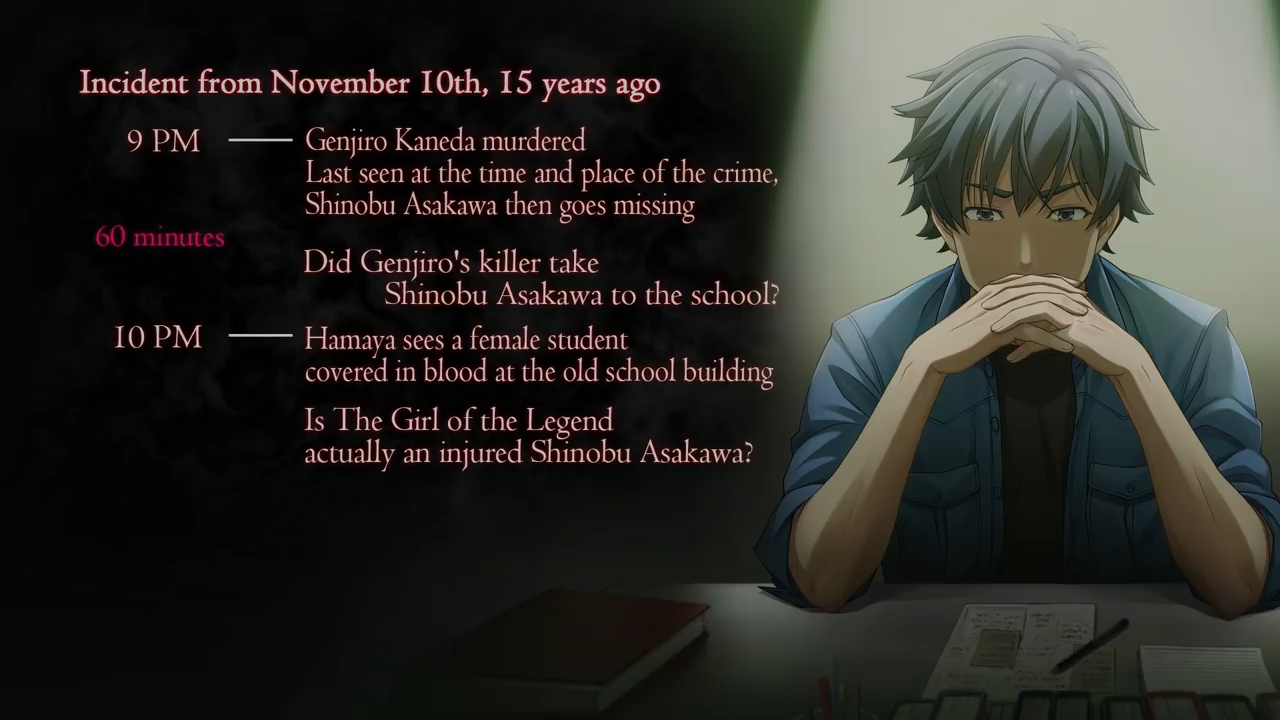 Incident from November 10th, 15 years ago
9 PM
Genjiro Kaneda murdered
Last seen at the time and place of the crime,
Shinobu Asakawa then goes missing
60 minutes
Did Genjiro's killer take
Shinobu Asakawa to the school?
10 PM
Hamaya sees a female student
covered in blood at the old school building
Is The Girl of the Legend
actually an injured Shinobu Asakawa?